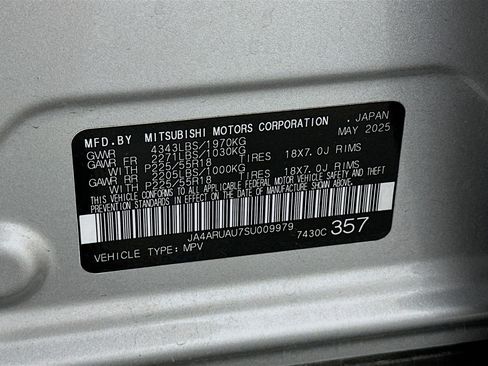 MFD.BY MITSUBISHI MOTORS CORPORATION . JAPAN
MAY 2025
GVWR 4343LBS/1970KG
GAWR FR 2271LBS/1030KG
WITH P225/55R18 TIRES 18X7.0J RIMS
GAWR RR 2205LBS/1000KG
WITH P225/55R18 TIRES 18X7.0J RIMS
THIS VEHICLE CONFORMS TO ALL APPLICABLE FEDERAL MOTOR VEHICLE SAFETY AND THEFT
PREVENTION STANDARDS IN EFFECT ON THE DATE OF MANUFACTURE SHOWN ABOVE.
JA4ARUAU7SU009979 7430C 357
VEHICLE TYPE: MPV